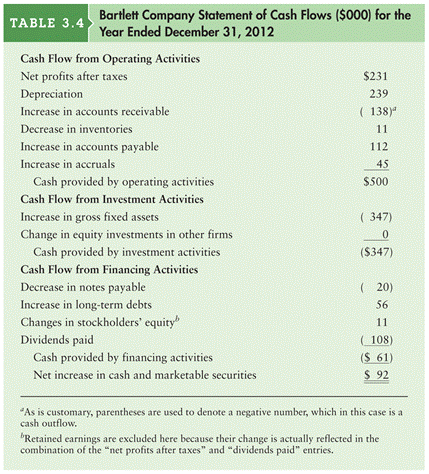 TABLE 3.4
Bartlett Company Statement of Cash Flows ($000) for the
Year Ended December 31, 2012
Cash Flow from Operating Activities
Net profits after taxes $231
Depreciation 239
Increase in accounts receivable ( 138)a
Decrease in inventories 11
Increase in accounts payable 112
Increase in accruals 45
Cash provided by operating activities $500
Cash Flow from Investment Activities
Increase in gross fixed assets ( 347)
Change in equity investments in other firms 0
Cash provided by investment activities ($347)
Cash Flow from Financing Activities
Decrease in notes payable ( 20)
Increase in long-term debts 56
Changes in stockholders' equityb 11
Dividends paid ( 108)
Cash provided by financing activities ($ 61)
Net increase in cash and marketable securities $ 92
aAs is customary, parentheses are used to denote a negative number, which in this case is a
cash outflow.
bRetained earnings are excluded here because their change is actually reflected in the
combination of the "net profits after taxes" and "dividends paid" entries.